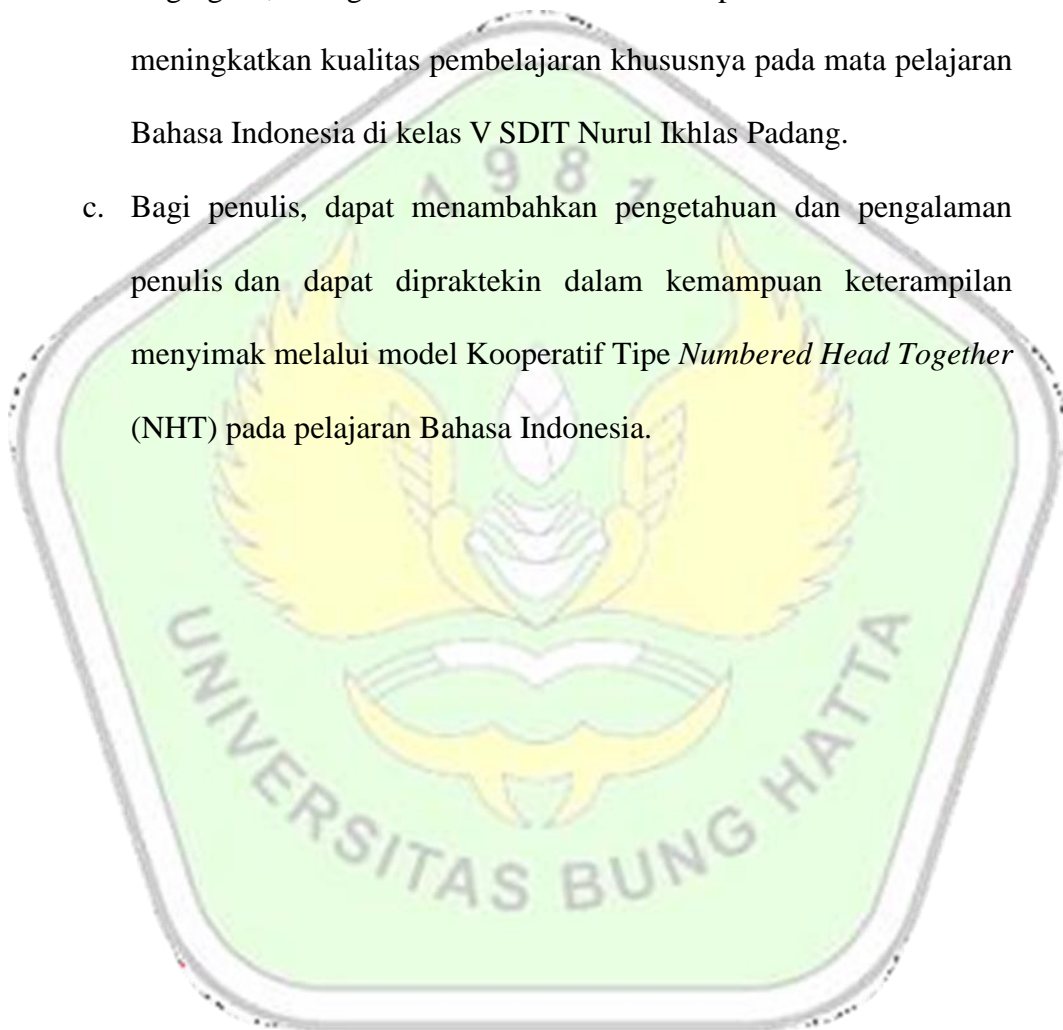 meningkatkan kualitas pembelajaran khususnya pada mata pelajaran
Bahasa Indonesia di kelas V SDIT Nurul Ikhlas Padang.
c. Bagi penulis, dapat menambahkan pengetahuan dan pengalaman
penulis dan dapat dipraktekin dalam kemampuan keterampilan
menyimak melalui model Kooperatif Tipe Numbered Head Together
(NHT) pada pelajaran Bahasa Indonesia.
1981
UNIVERSITAS BUNG HATTA